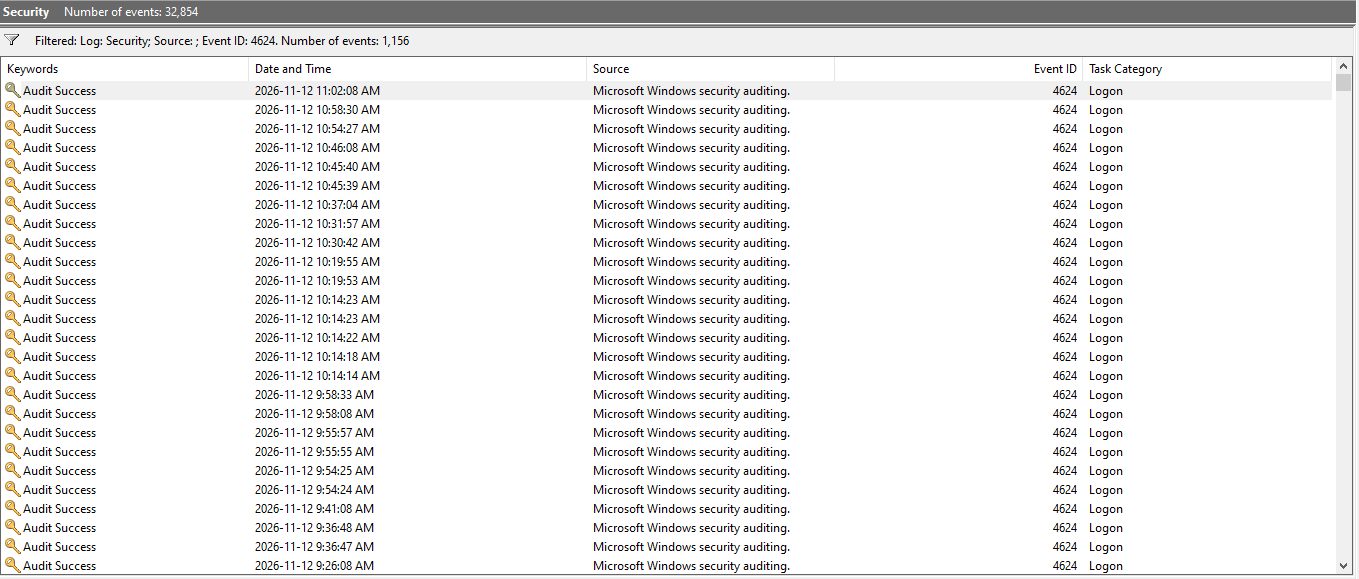 Security Number of events: 32,854
Filtered: Log: Security; Source: ; Event ID: 4624. Number of events: 1,156
Keywords Date and Time Source Event ID Task Category
Audit Success 2026-11-12 11:02:08 AM Microsoft Windows security auditing. 4624 Logon
Audit Success 2026-11-12 10:58:30 AM Microsoft Windows security auditing. 4624 Logon
Audit Success 2026-11-12 10:54:27 AM Microsoft Windows security auditing. 4624 Logon
Audit Success 2026-11-12 10:46:08 AM Microsoft Windows security auditing. 4624 Logon
Audit Success 2026-11-12 10:45:40 AM Microsoft Windows security auditing. 4624 Logon
Audit Success 2026-11-12 10:45:39 AM Microsoft Windows security auditing. 4624 Logon
Audit Success 2026-11-12 10:37:04 AM Microsoft Windows security auditing. 4624 Logon
Audit Success 2026-11-12 10:31:57 AM Microsoft Windows security auditing. 4624 Logon
Audit Success 2026-11-12 10:30:42 AM Microsoft Windows security auditing. 4624 Logon
Audit Success 2026-11-12 10:19:55 AM Microsoft Windows security auditing. 4624 Logon
Audit Success 2026-11-12 10:19:53 AM Microsoft Windows security auditing. 4624 Logon
Audit Success 2026-11-12 10:14:23 AM Microsoft Windows security auditing. 4624 Logon
Audit Success 2026-11-12 10:14:23 AM Microsoft Windows security auditing. 4624 Logon
Audit Success 2026-11-12 10:14:22 AM Microsoft Windows security auditing. 4624 Logon
Audit Success 2026-11-12 10:14:18 AM Microsoft Windows security auditing. 4624 Logon
Audit Success 2026-11-12 10:14:14 AM Microsoft Windows security auditing. 4624 Logon
Audit Success 2026-11-12 9:58:33 AM Microsoft Windows security auditing. 4624 Logon
Audit Success 2026-11-12 9:58:08 AM Microsoft Windows security auditing. 4624 Logon
Audit Success 2026-11-12 9:55:57 AM Microsoft Windows security auditing. 4624 Logon
Audit Success 2026-11-12 9:55:55 AM Microsoft Windows security auditing. 4624 Logon
Audit Success 2026-11-12 9:54:25 AM Microsoft Windows security auditing. 4624 Logon
Audit Success 2026-11-12 9:54:24 AM Microsoft Windows security auditing. 4624 Logon
Audit Success 2026-11-12 9:41:08 AM Microsoft Windows security auditing. 4624 Logon
Audit Success 2026-11-12 9:36:48 AM Microsoft Windows security auditing. 4624 Logon
Audit Success 2026-11-12 9:36:47 AM Microsoft Windows security auditing. 4624 Logon
Audit Success 2026-11-12 9:26:08 AM Microsoft Windows security auditing. 4624 Logon